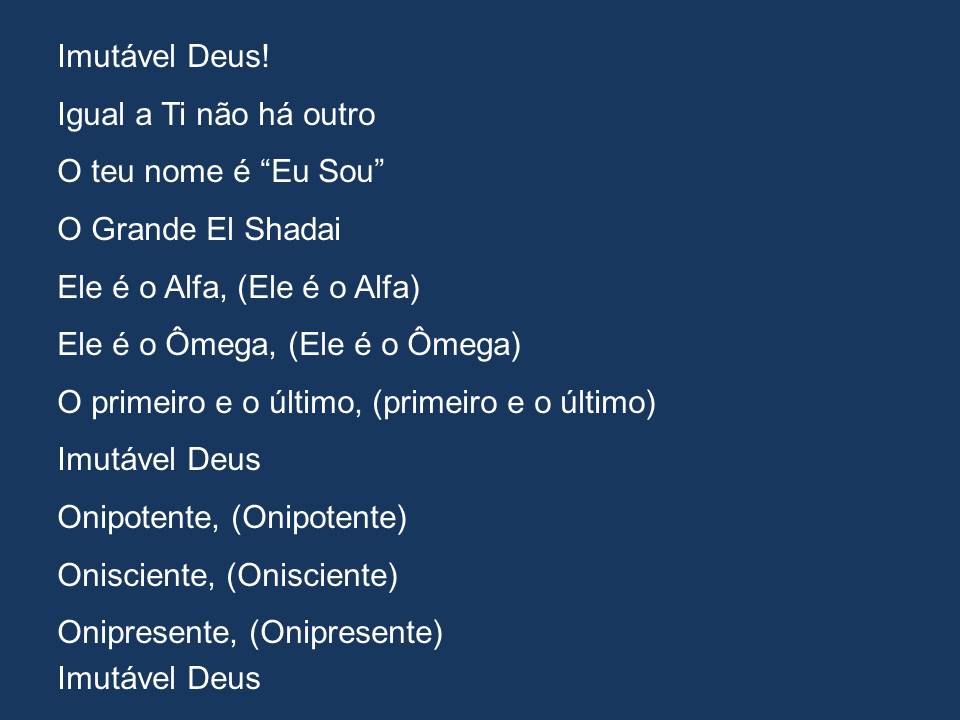 Imutável Deus!
Igual a Ti não há outro
O teu nome é “Eu Sou”
O Grande El Shadai
Ele é o Alfa, (Ele é o Alfa)
Ele é o Ômega, (Ele é o Ômega)
O primeiro e o último, (primeiro e o último)
Imutável Deus
Onipotente, (Onipotente)
Onisciente, (Onisciente)
Onipresente, (Onipresente)
Imutável Deus